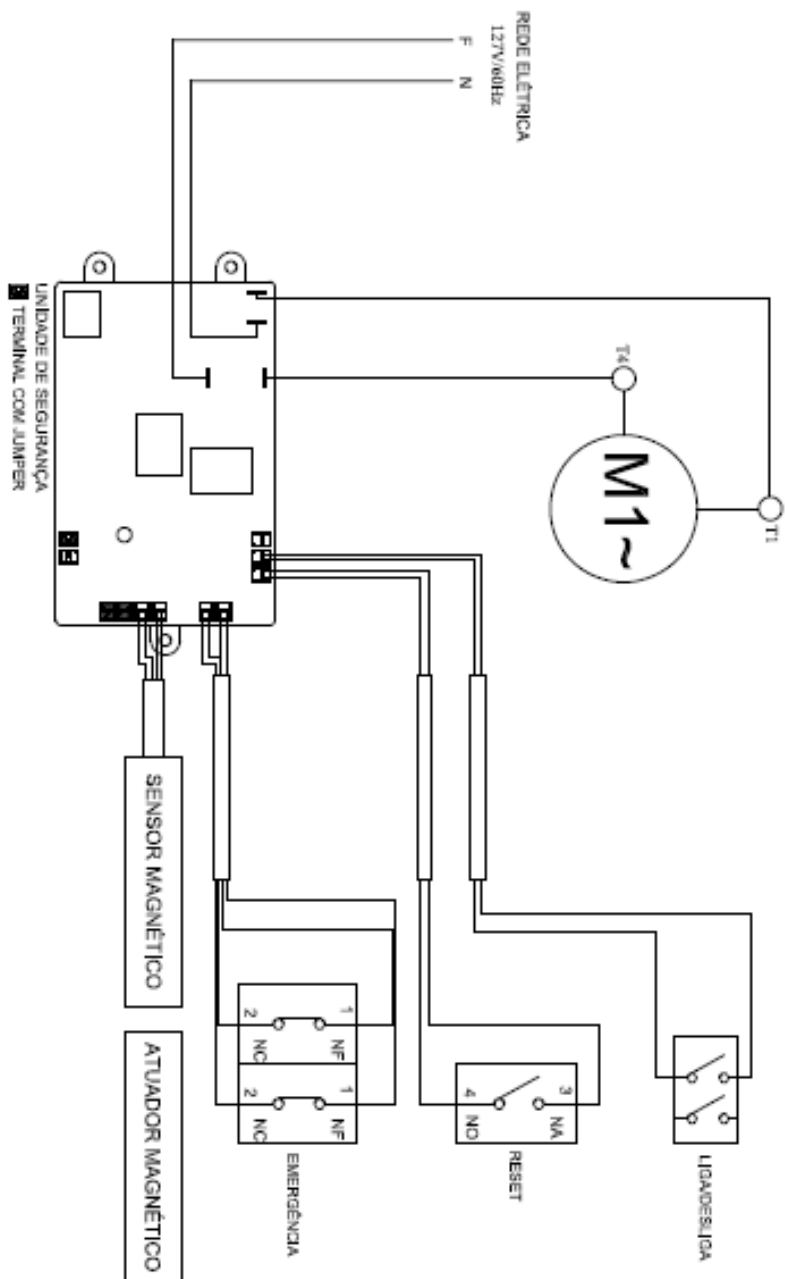 REDE ELÉTRICA
127V/60Hz
F
N
T4
T1
M1~
UNIDADE DE SEGURANÇA
TERMINAL COM JUMPER
SENSOR MAGNÉTICO
ATUADOR MAGNÉTICO
1 NF
2 NC
1 NF
2 NC
EMERGÊNCIA
3 NA
4 NO
RESET
LIGA/DESLIGA